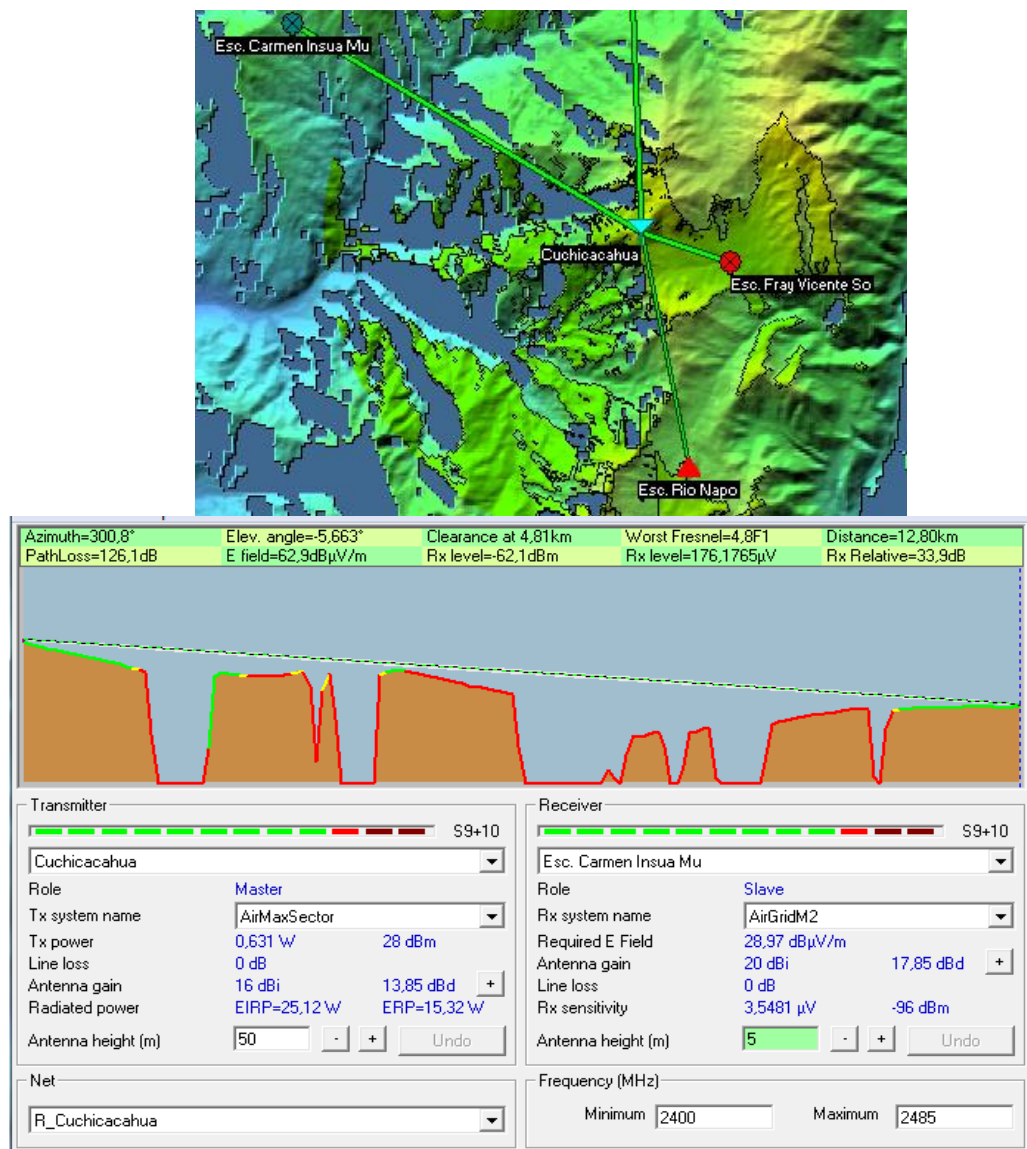 Esc. Carmen Insua Mu
Cuchicacahua
Esc. Fray Vicente So
Esc. Rio Napo
Azimuth=300,8° Elev. angle=-5,663° Clearance at 4,81km Worst Fresnel=4,8F1 Distance=12,80km
PathLoss=126,1dB E field=62,9dBµV/m Rx level=-62,1dBm Rx level=176,1765µV Rx Relative=33,9dB
Transmitter Receiver
S9+10 S9+10
Cuchicacahua Esc. Carmen Insua Mu
Role Master Role Slave
Tx system name AirMaxSector Rx system name AirGridM2
Tx power 0,631 W 28 dBm Required E Field 28,97 dBµV/m
Line loss 0 dB Antenna gain 20 dBi 17,85 dBd +
Antenna gain 16 dBi 13,85 dBd + Line loss 0 dB
Radiated power EIRP=25,12 W ERP=15,32 W Rx sensitivity 3,5481 µV -96 dBm
Antenna height (m) 50 - + Undo Antenna height (m) 5 - + Undo
Net Frequency (MHz)
R_Cuchicacahua Minimum 2400 Maximum 2485